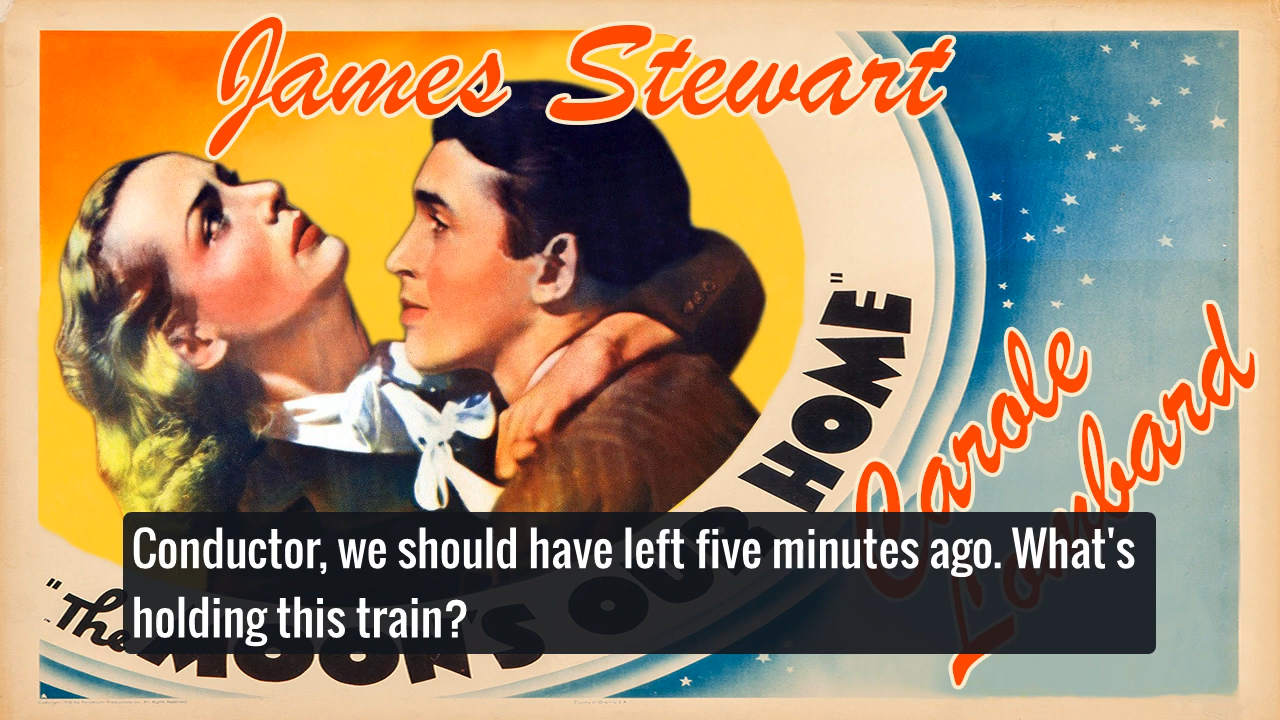 James Stewart
"The MOON'S OUR HOME"
Carole
Lombard
Conductor, we should have left five minutes ago. What's
holding this train?